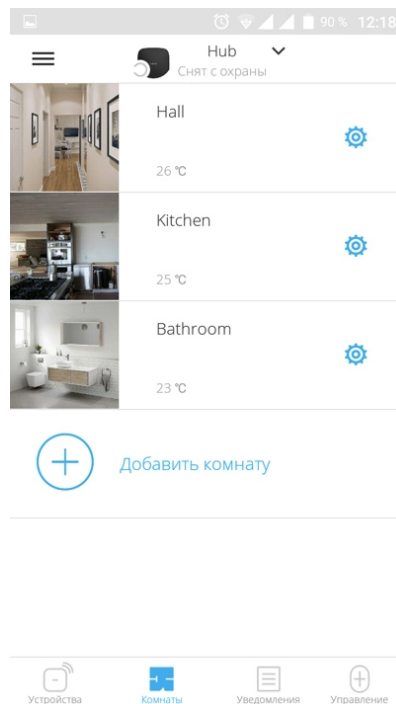 90 % 12:18
Hub
Снят с охраны
Hall
26 °C
Kitchen
25 °C
Bathroom
23 °C
Добавить комнату
Устройства Комнаты Уведомления Управление